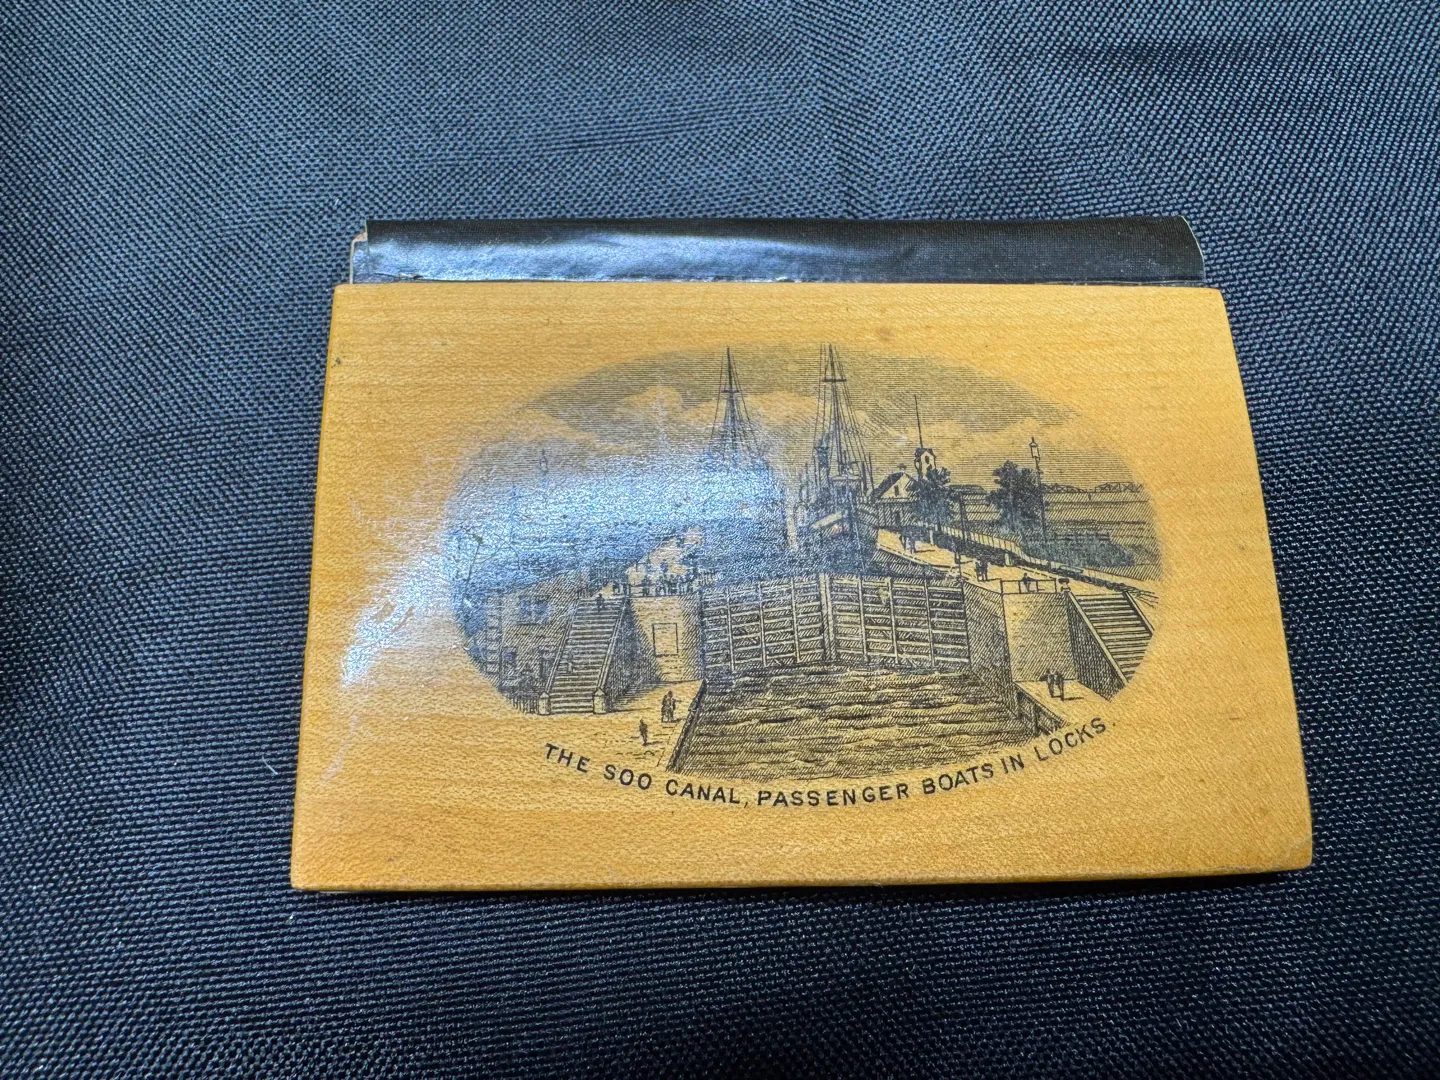 THE SOO CANAL, PASSENGER BOATS IN LOCKS.